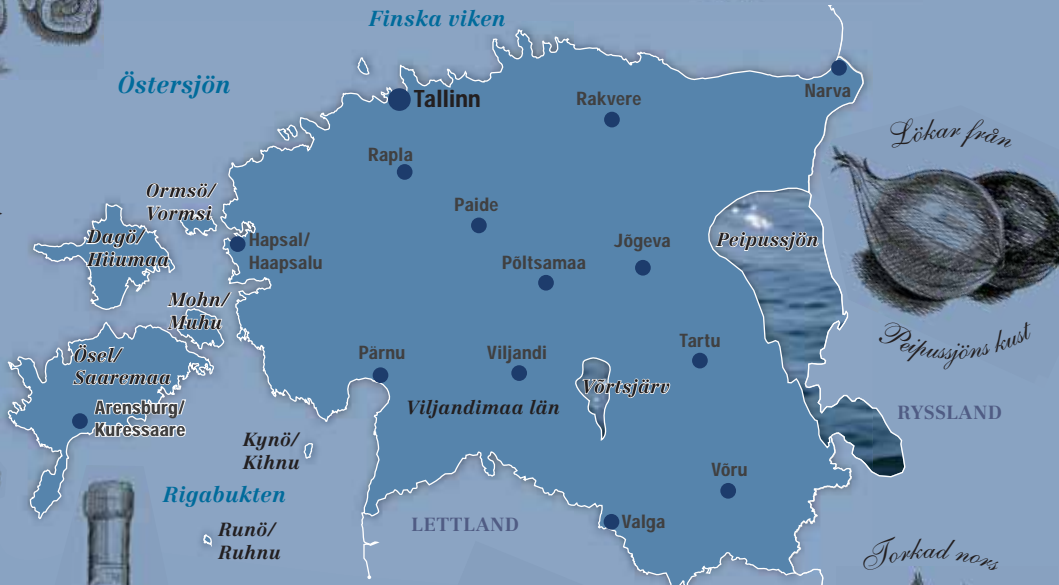 Finska viken
Östersjön
Tallinn
Rakvere
Narva
Lökar från
Rapla
Ormsö/
Vormsi
Paide
Dagö/
Hiiumaa
Hapsal/
Haapsalu
Jõgeva
Peipussjön
Põltsamaa
Mohn/
Muhu
Peipussjöns kust
Ösel/
Saaremaa
Pärnu
Viljandi
Tartu
Võrtsjärv
Arensburg/
Kuressaare
Viljandimaa län
RYSSLAND
Kynö/
Kihnu
Võru
Rigabukten
LETTLAND
Valga
Runö/
Ruhnu
Torkad nors